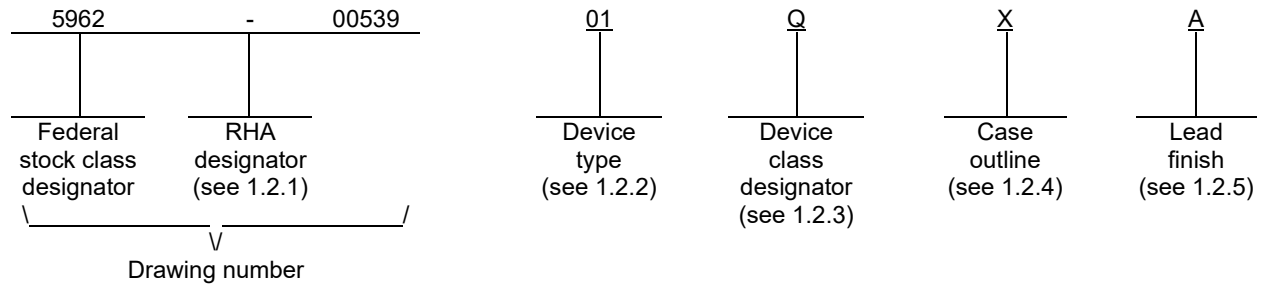 5962 - 00539 01 Q X A
Federal RHA Device Device Case Lead
stock class designator type class outline finish
designator (see 1.2.1) (see 1.2.2) designator (see 1.2.4) (see 1.2.5)
(see 1.2.3)
Drawing number